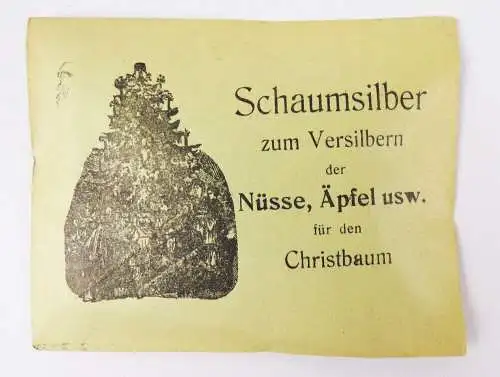 Schaumsilber
zum Versilbern
der
Nüsse, Äpfel usw.
für den
Christbaum